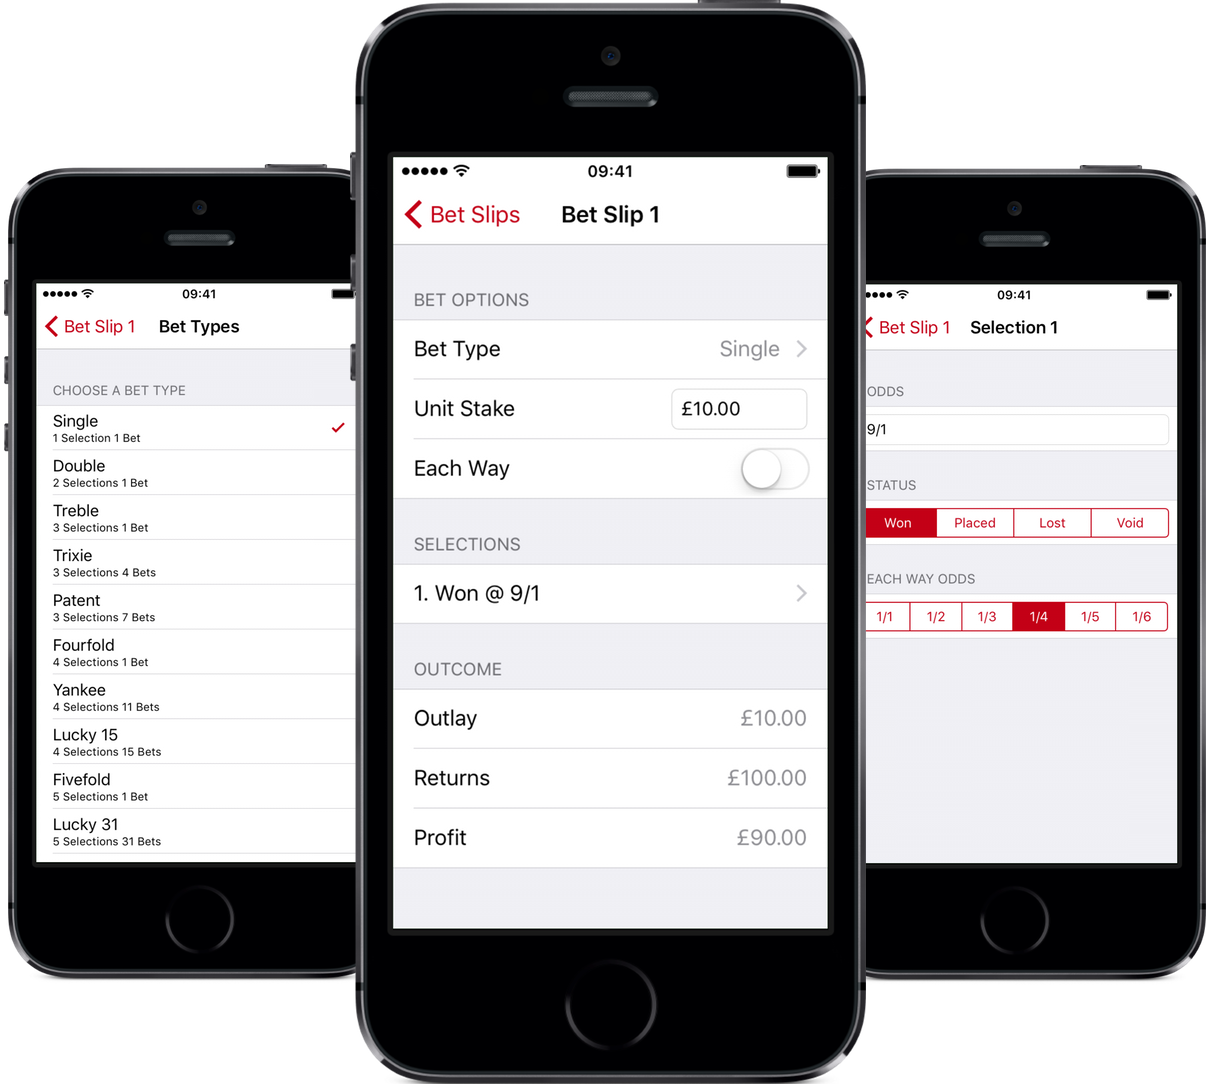 09:41
Bet Slip 1
Bet Types
CHOOSE A BET TYPE
Single
1 Selection 1 Bet
Double
2 Selections 1 Bet
Treble
3 Selections 1 Bet
Trixie
3 Selections 4 Bets
Patent
3 Selections 7 Bets
Fourfold
4 Selections 1 Bet
Yankee
4 Selections 11 Bets
Lucky 15
4 Selections 15 Bets
Fivefold
5 Selections 1 Bet
Lucky 31
5 Selections 31 Bets
09:41
Bet Slips
Bet Slip 1
BET OPTIONS
Bet Type Single
Unit Stake £10.00
Each Way
SELECTIONS
1. Won @ 9/1
OUTCOME
Outlay £10.00
Returns £100.00
Profit £90.00
09:41
Bet Slip 1
Selection 1
ODDS
9/1
STATUS
Won Placed Lost Void
EACH WAY ODDS
1/1 1/2 1/3 1/4 1/5 1/6